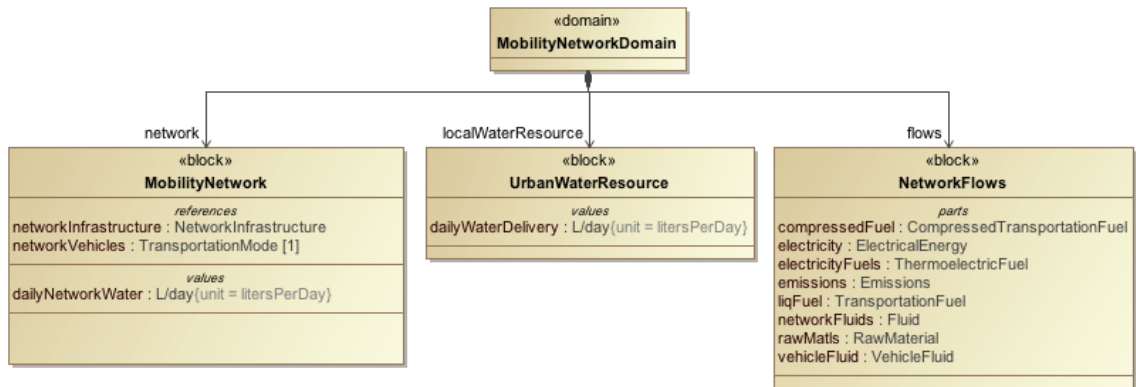 «domain»
MobilityNetworkDomain
network
localWaterResource
flows
«block»
MobilityNetwork
references
networkInfrastructure : NetworkInfrastructure
networkVehicles : TransportationMode [1]
values
dailyNetworkWater : L/day{unit = litersPerDay}
«block»
UrbanWaterResource
values
dailyWaterDelivery : L/day{unit = litersPerDay}
«block»
NetworkFlows
parts
compressedFuel : CompressedTransportationFuel
electricity : ElectricalEnergy
electricityFuels : ThermoelectricFuel
emissions : Emissions
liqFuel : TransportationFuel
networkFluids : Fluid
rawMatls : RawMaterial
vehicleFluid : VehicleFluid